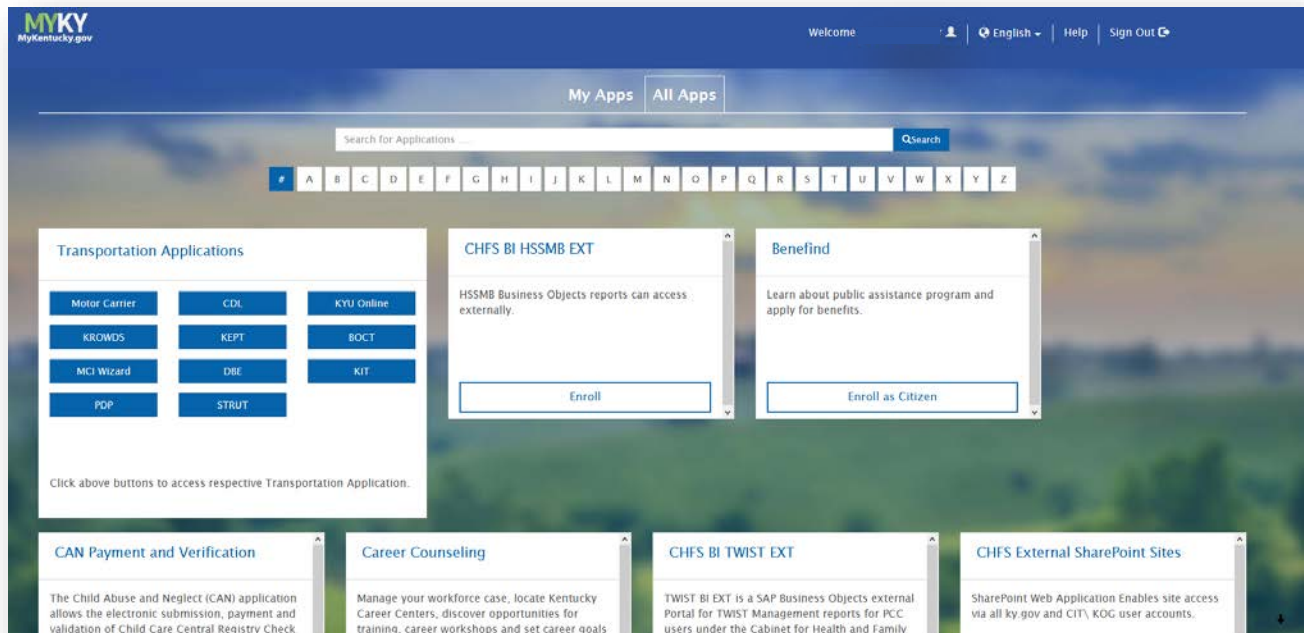 MYKY
MyKentucky.gov
Welcome
English
Help
Sign Out
My Apps
All Apps
Search for Applications ....
Search
# A B C D E F G H I J K L M N O P Q R S T U V W X Y Z
Transportation Applications
Motor Carrier CDL KYU Online
KROWDS KEPT BOCT
MCI Wizard DBE KIT
PDP STRUT
Click above buttons to access respective Transportation Application.
CHFS BI HSSMB EXT
HSSMB Business Objects reports can access
externally.
Enroll
Benefind
Learn about public assistance program and
apply for benefits.
Enroll as Citizen
CAN Payment and Verification
The Child Abuse and Neglect (CAN) application
allows the electronic submission, payment and
validation of Child Care Central Registry Check
Career Counseling
Manage your workforce case, locate Kentucky
Career Centers, discover opportunities for
training, career workshops and set career goals
CHFS BI TWIST EXT
TWIST BI EXT is a SAP Business Objects external
Portal for TWIST Management reports for PCC
users under the Cabinet for Health and Family
CHFS External SharePoint Sites
SharePoint Web Application Enables site access
via all ky.gov and CIT\ KOG user accounts.